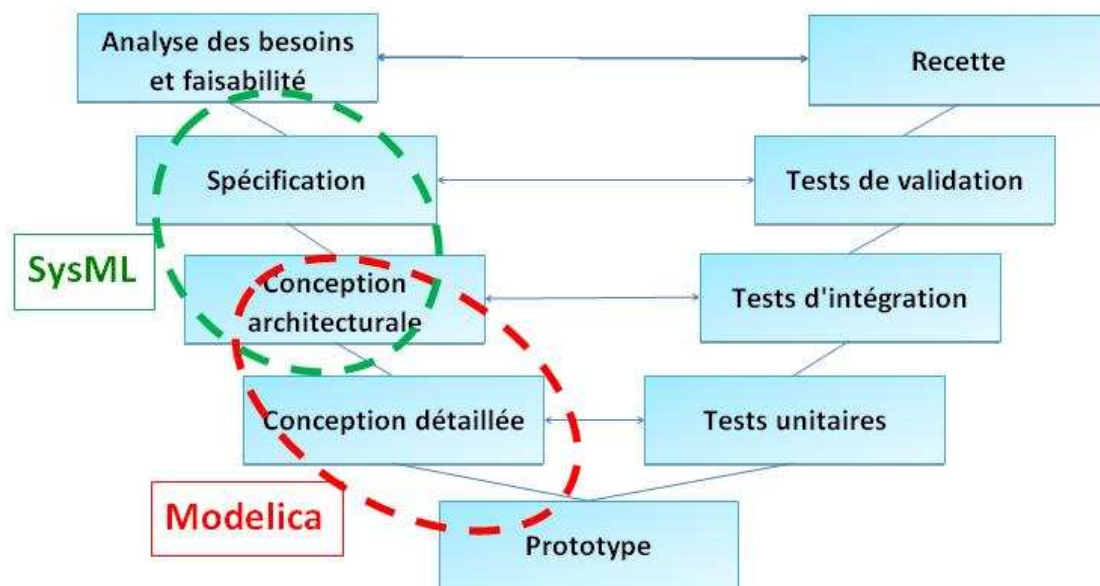 Analyse des besoins
et faisabilité
Recette
Spécification
Tests de validation
SysML
Conception
architecturale
Tests d'intégration
Conception détaillée
Tests unitaires
Modelica
Prototype